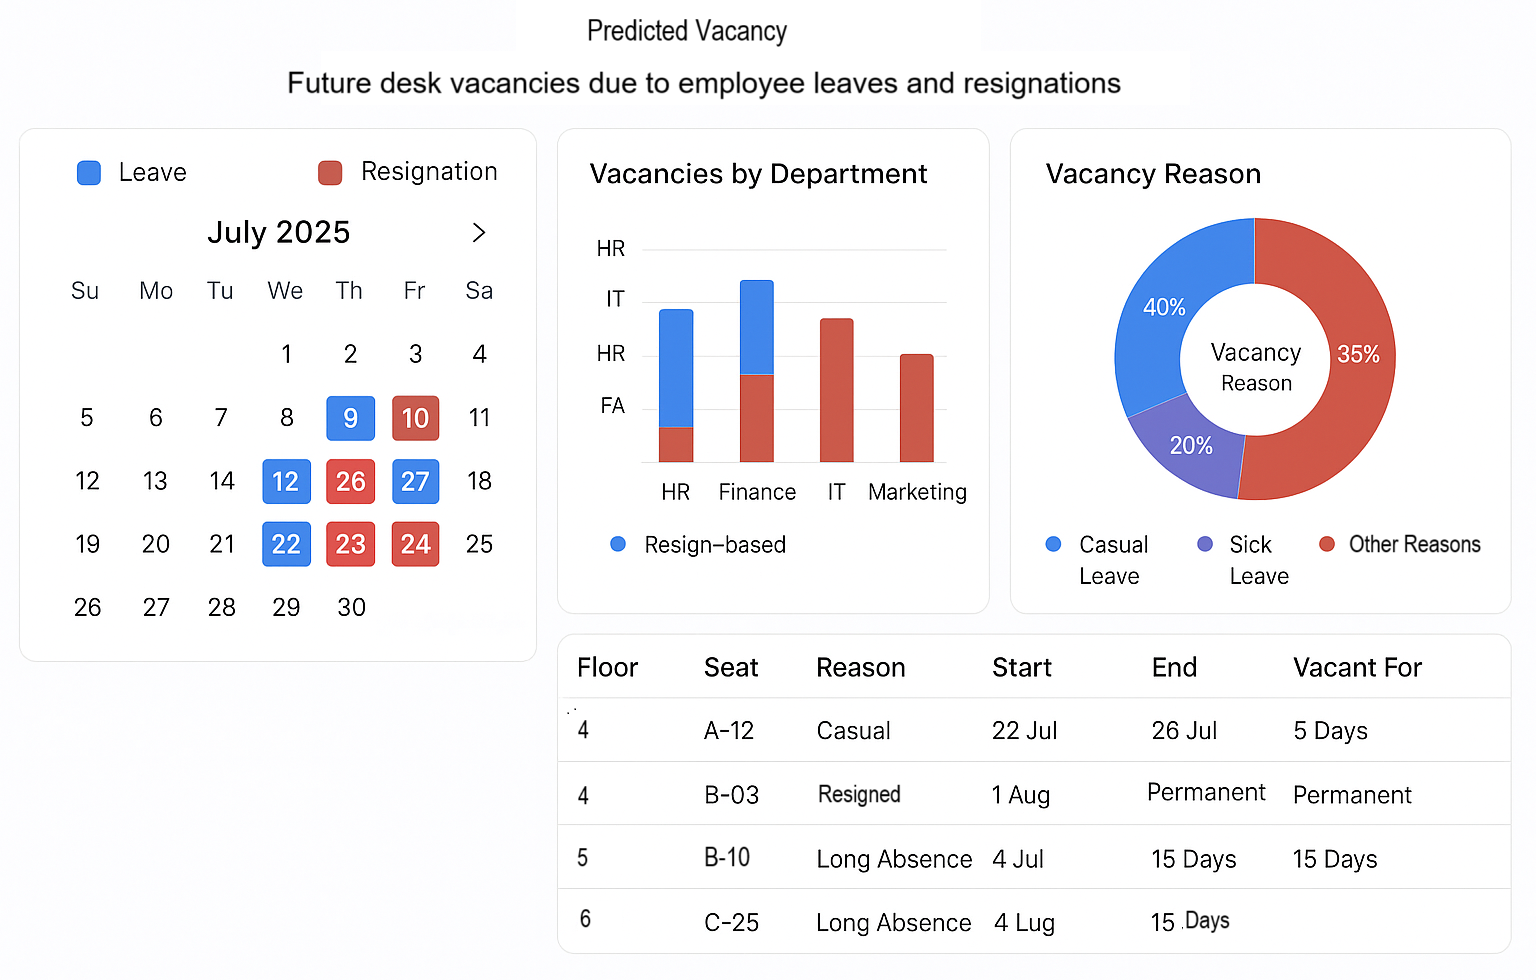 Predicted Vacancy
Future desk vacancies due to employee leaves and resignations
Leave Resignation
July 2025 >
Su Mo Tu We Th Fr Sa
1 2 3 4
5 6 7 8 9 10 11
12 13 14 12 26 27 18
19 20 21 22 23 24 25
26 27 28 29 30
Vacancies by Department
HR
IT
HR
FA
HR Finance IT Marketing
Resign–based
Vacancy Reason
40%
35%
20%
Vacancy
Reason
Casual
Leave
Sick
Leave
Other Reasons
Floor Seat Reason Start End Vacant For
4 A–12 Casual 22 Jul 26 Jul 5 Days
4 B–03 Resigned 1 Aug Permanent Permanent
5 B-10 Long Absence 4 Jul 15 Days 15 Days
6 C–25 Long Absence 4 Lug 15 Days